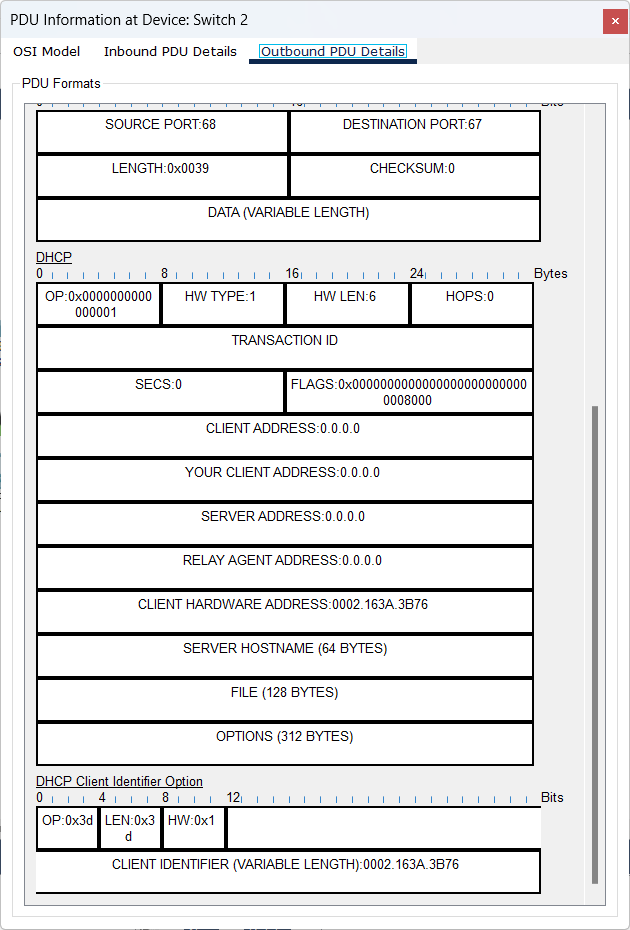 PDU Information at Device: Switch 2
OSI Model Inbound PDU Details Outbound PDU Details
PDU Formats
Bits
SOURCE PORT:68 DESTINATION PORT:67
LENGTH:0x0039 CHECKSUM:0
DATA (VARIABLE LENGTH)
DHCP
0 8 16 24 Bytes
OP:0x0000000000 HW TYPE:1 HW LEN:6 HOPS:0
000001
TRANSACTION ID
SECS:0 FLAGS:0x000000000000000000000000
0008000
CLIENT ADDRESS:0.0.0.0
YOUR CLIENT ADDRESS:0.0.0.0
SERVER ADDRESS:0.0.0.0
RELAY AGENT ADDRESS:0.0.0.0
CLIENT HARDWARE ADDRESS:0002.163A.3B76
SERVER HOSTNAME (64 BYTES)
FILE (128 BYTES)
OPTIONS (312 BYTES)
DHCP Client Identifier Option
0 4 8 12 Bits
OP:0x3d LEN:0x3 HW:0x1
d
CLIENT IDENTIFIER (VARIABLE LENGTH):0002.163A.3B76